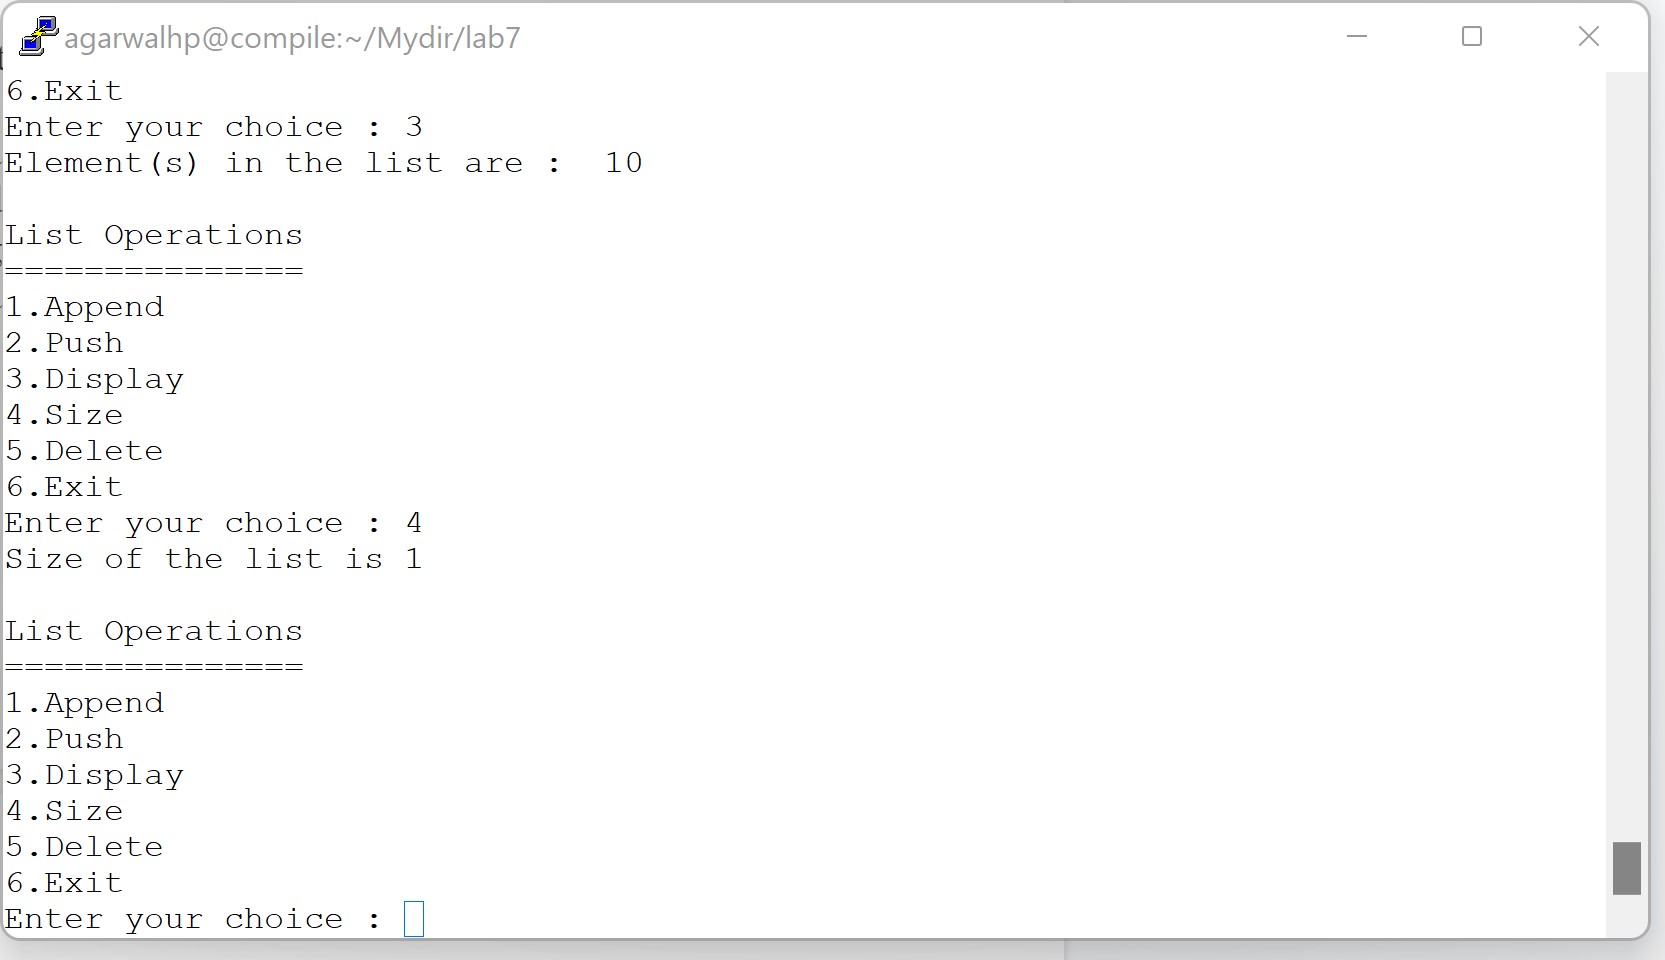 agarwalhp@compile:~/Mydir/lab7
6.Exit
Enter your choice : 3
Element(s) in the list are :  10
List Operations
===============
1.Append
2.Push
3.Display
4.Size
5.Delete
6.Exit
Enter your choice : 4
Size of the list is 1
List Operations
===============
1.Append
2.Push
3.Display
4.Size
5.Delete
6.Exit
Enter your choice :